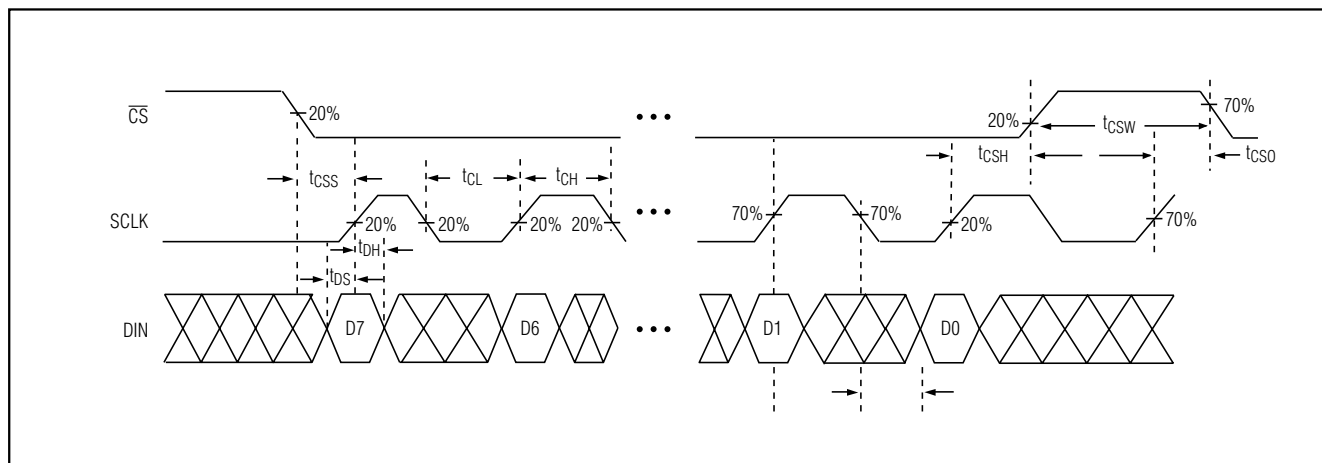 CS
20%
•••
20%
70%
tCSW
tCSH
tCSO
tCSS
tCL
tCH
SCLK
20%
20%
20%
20%
•••
70%
70%
20%
70%
tDH
tDS
DIN
D7
D6
•••
D1
D0